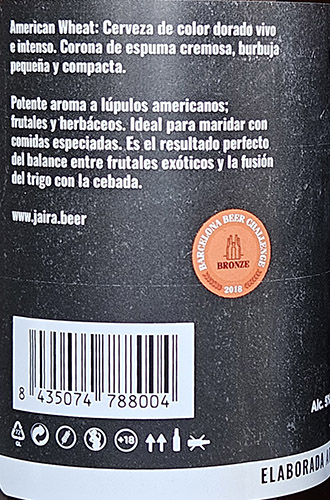 American Wheat: Cerveza de color dorado vivo
e intenso. Corona de espuma cremosa, burbuja
pequeña y compacta.
Potente aroma a lúpulos americanos;
frutales y herbáceos. Ideal para maridar con
comidas especiadas. Es el resultado perfecto
del balance entre frutales exóticos y la fusión
del trigo con la cebada.
www.jaira.beer
BARCELONA BEER CHALLENGE
BRONZE
2018
8 435074 788004
Alc.
+18
ELABORADA